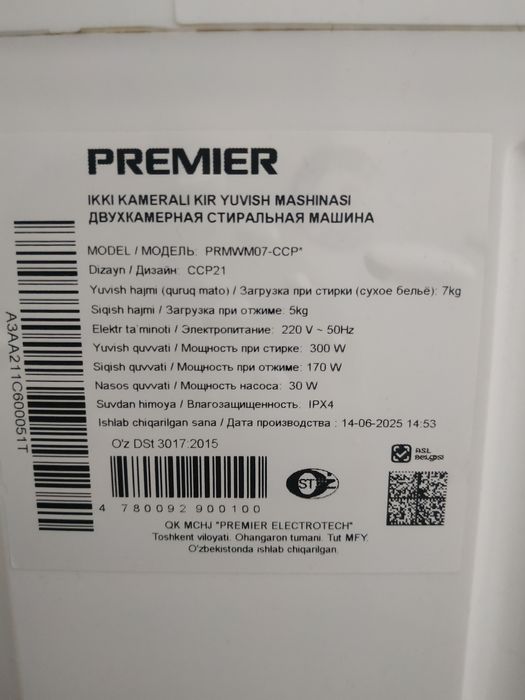 PREMIER
IKKI KAMERALI KIR YUVISH MASHINASI
ДВУХКАМЕРНАЯ СТИРАЛЬНАЯ МАШИНА
MODEL / МОДЕЛЬ: PRMWM07-CCP*
Dizayn / Дизайн: CCP21
Yuvish hajmi (quruq mato) / Загрузка при стирки (сухое бельё): 7kg
Siqish hajmi / Загрузка при отжиме: 5kg
Elektr ta'minoti / Электропитание: 220 V ~ 50Hz
Yuvish quvvati / Мощность при стирке: 300 W
Siqish quvvati / Мощность при отжиме: 170 W
Nasos quvvati / Мощность насоса: 30 W
Suvdan himoya / Влагозащищенность: IPX4
Ishlab chiqarilgan sana / Дата производства : 14-06-2025 14:53
O'z DSt 3017:2015
4 780092 900100
QK MCHJ "PREMIER ELECTROTECH"
Toshkent viloyati. Ohangaron tumani. Tut MFY.
O'zbekistonda ishlab chiqarilgan.
A3AA211C600051T
ASL